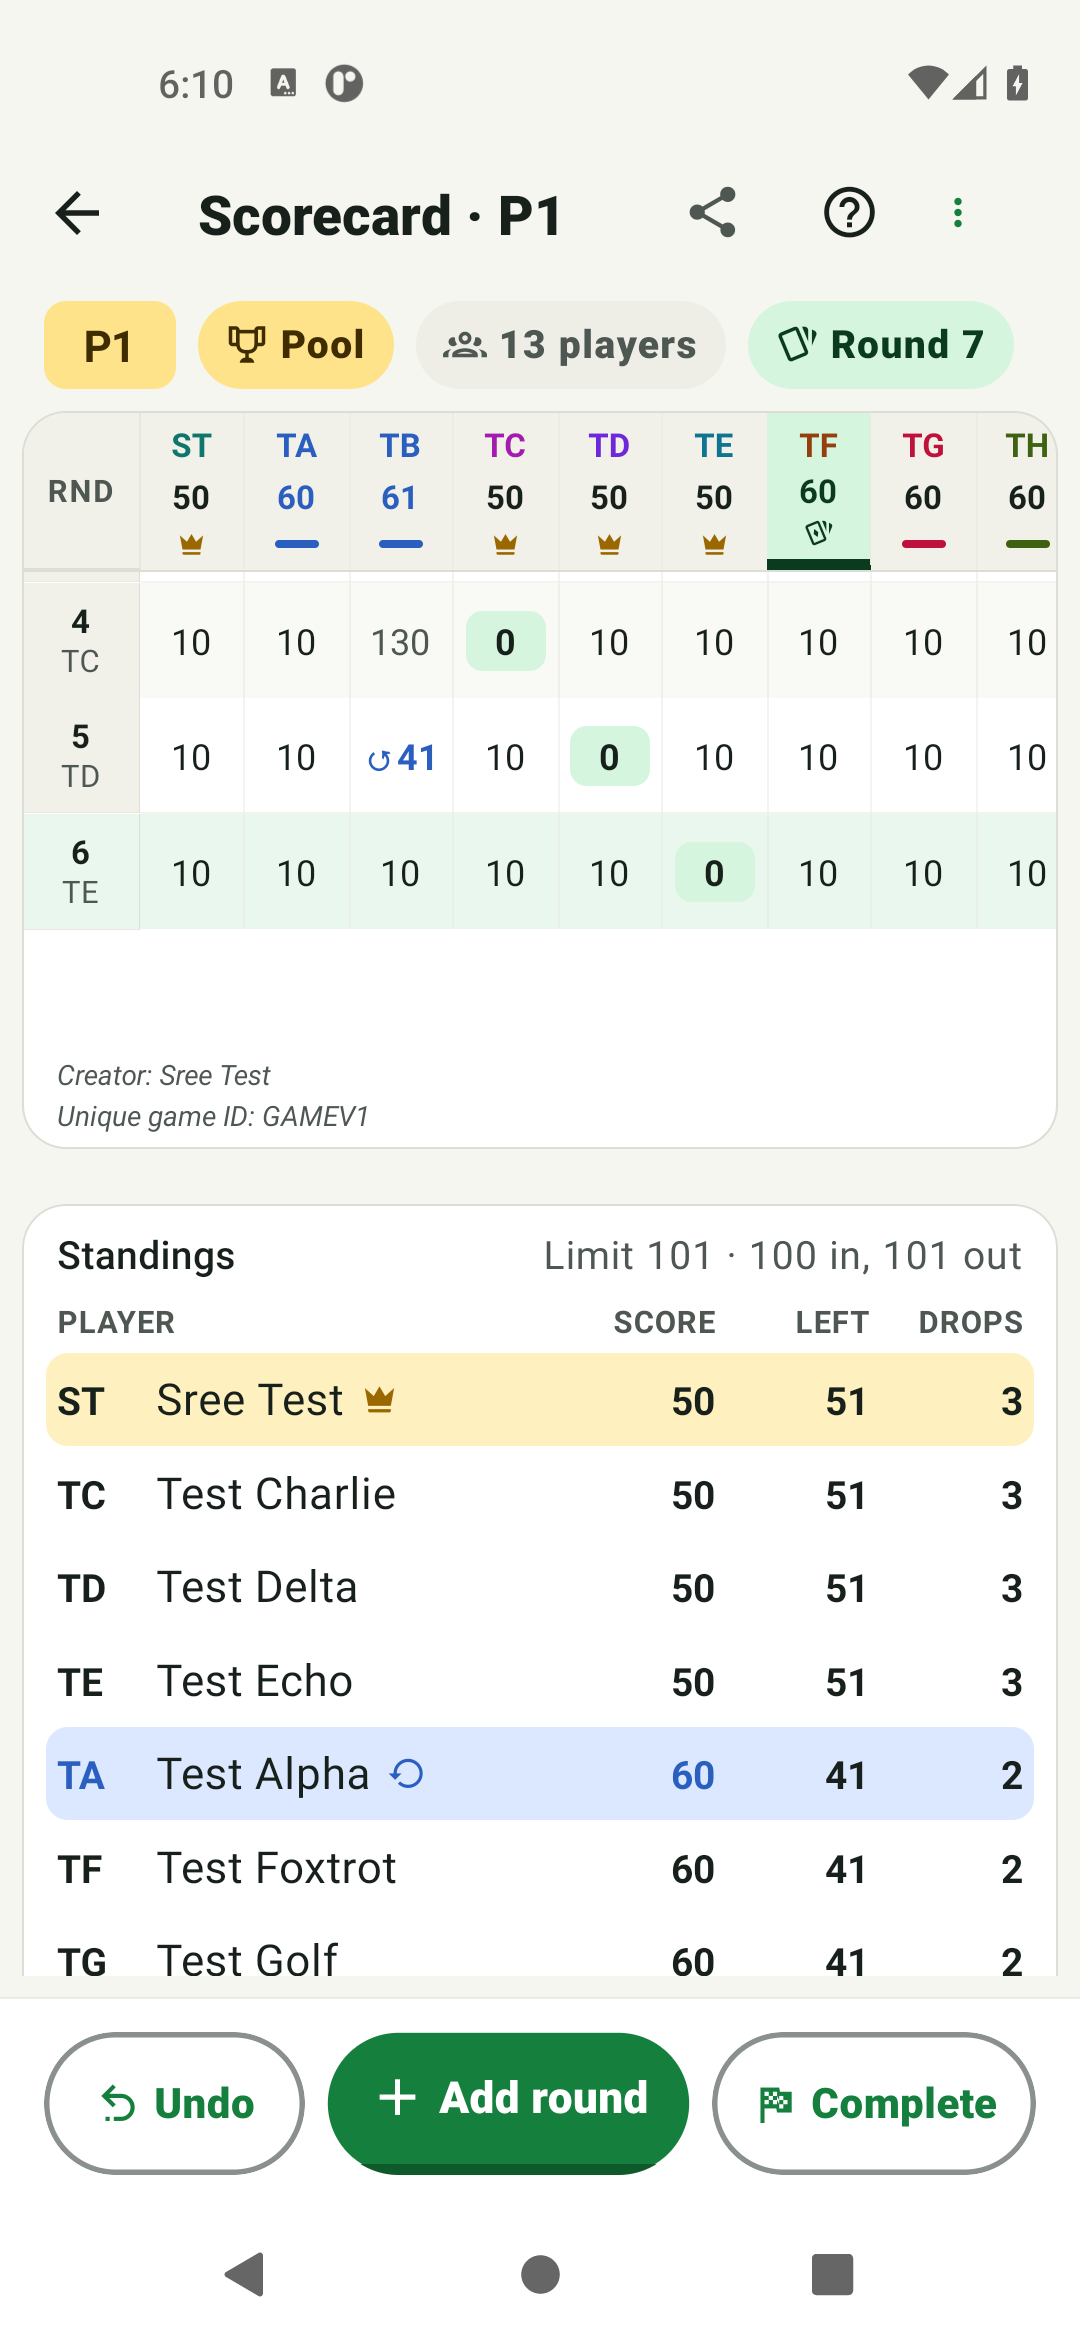 6:10
Scorecard · P1
P1 Pool 13 players Round 7
RND ST TA TB TC TD TE TF TG TH
50 60 61 50 50 50 60 60 60
4 TC 10 10 130 0 10 10 10 10 10
5 TD 10 10 41 10 0 10 10 10 10
6 TE 10 10 10 10 10 0 10 10 10
Creator: Sree Test
Unique game ID: GAMEV1
Standings Limit 101 · 100 in, 101 out
PLAYER SCORE LEFT DROPS
ST Sree Test 50 51 3
TC Test Charlie 50 51 3
TD Test Delta 50 51 3
TE Test Echo 50 51 3
TA Test Alpha 60 41 2
TF Test Foxtrot 60 41 2
TG Test Golf 60 41 2
Undo Add round Complete